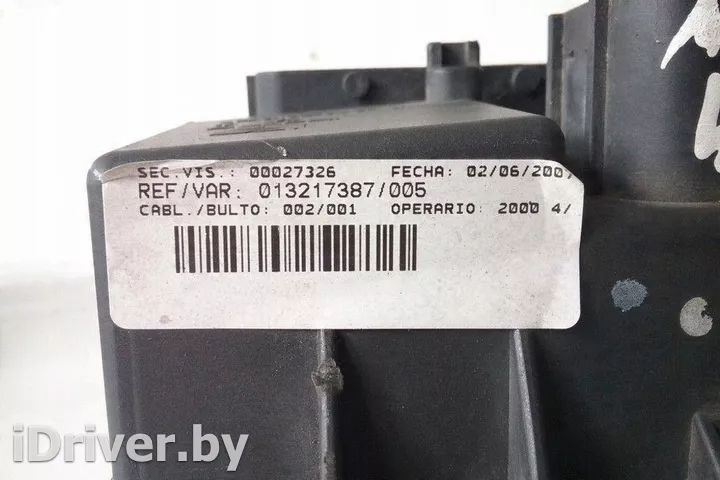 SEC.VIS.: 00027326 FECHA: 02/06/200
REF/VAR: 013217387/005
CABL./BULTO: 002/001 OPERARIO: 2000 4/
iDriver.by